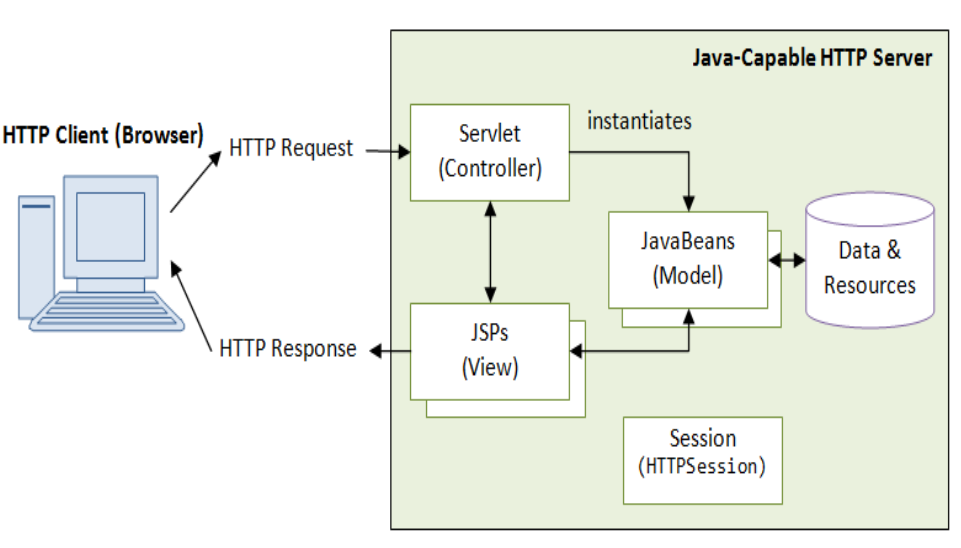 Java-Capable HTTP Server
HTTP Client (Browser)
HTTP Request
Servlet
(Controller)
instantiates
JavaBeans
(Model)
Data &
Resources
HTTP Response
JSPs
(View)
Session
(HTTPSession)